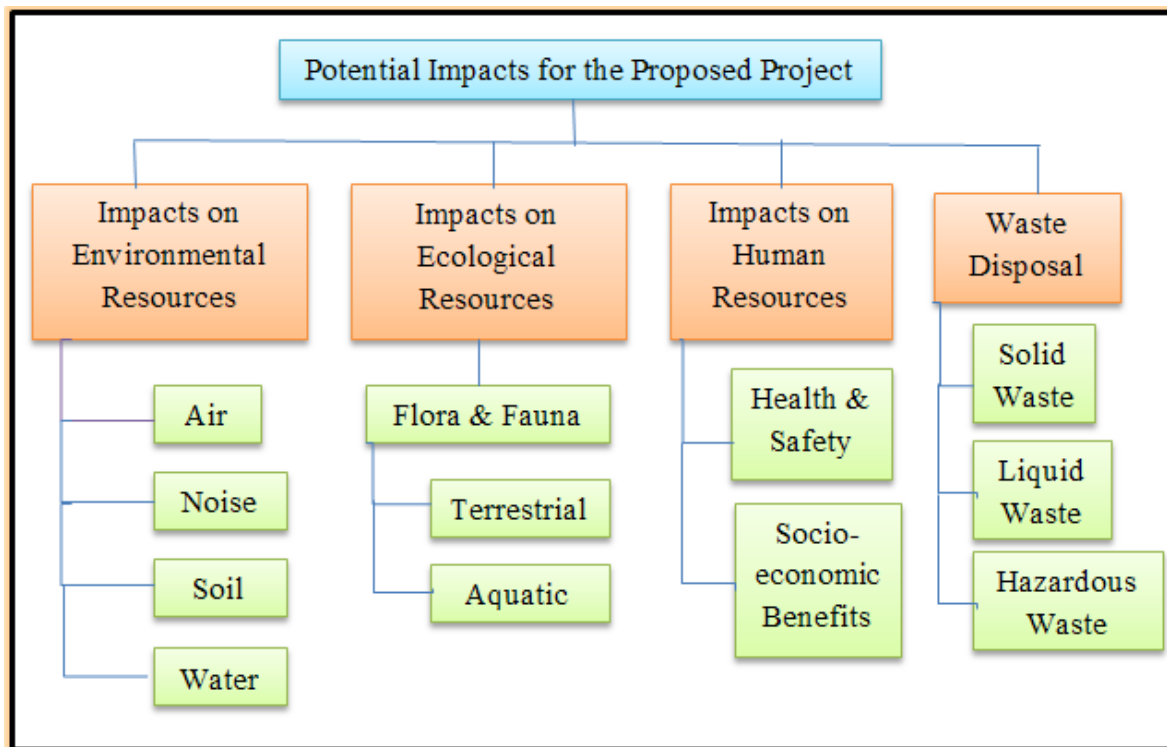 Potential Impacts for the Proposed Project
Impacts on
Environmental
Resources
Air
Noise
Soil
Water
Impacts on
Ecological
Resources
Flora & Fauna
Terrestrial
Aquatic
Impacts on
Human
Resources
Health &
Safety
Socio-
economic
Benefits
Waste
Disposal
Solid
Waste
Liquid
Waste
Hazardous
Waste